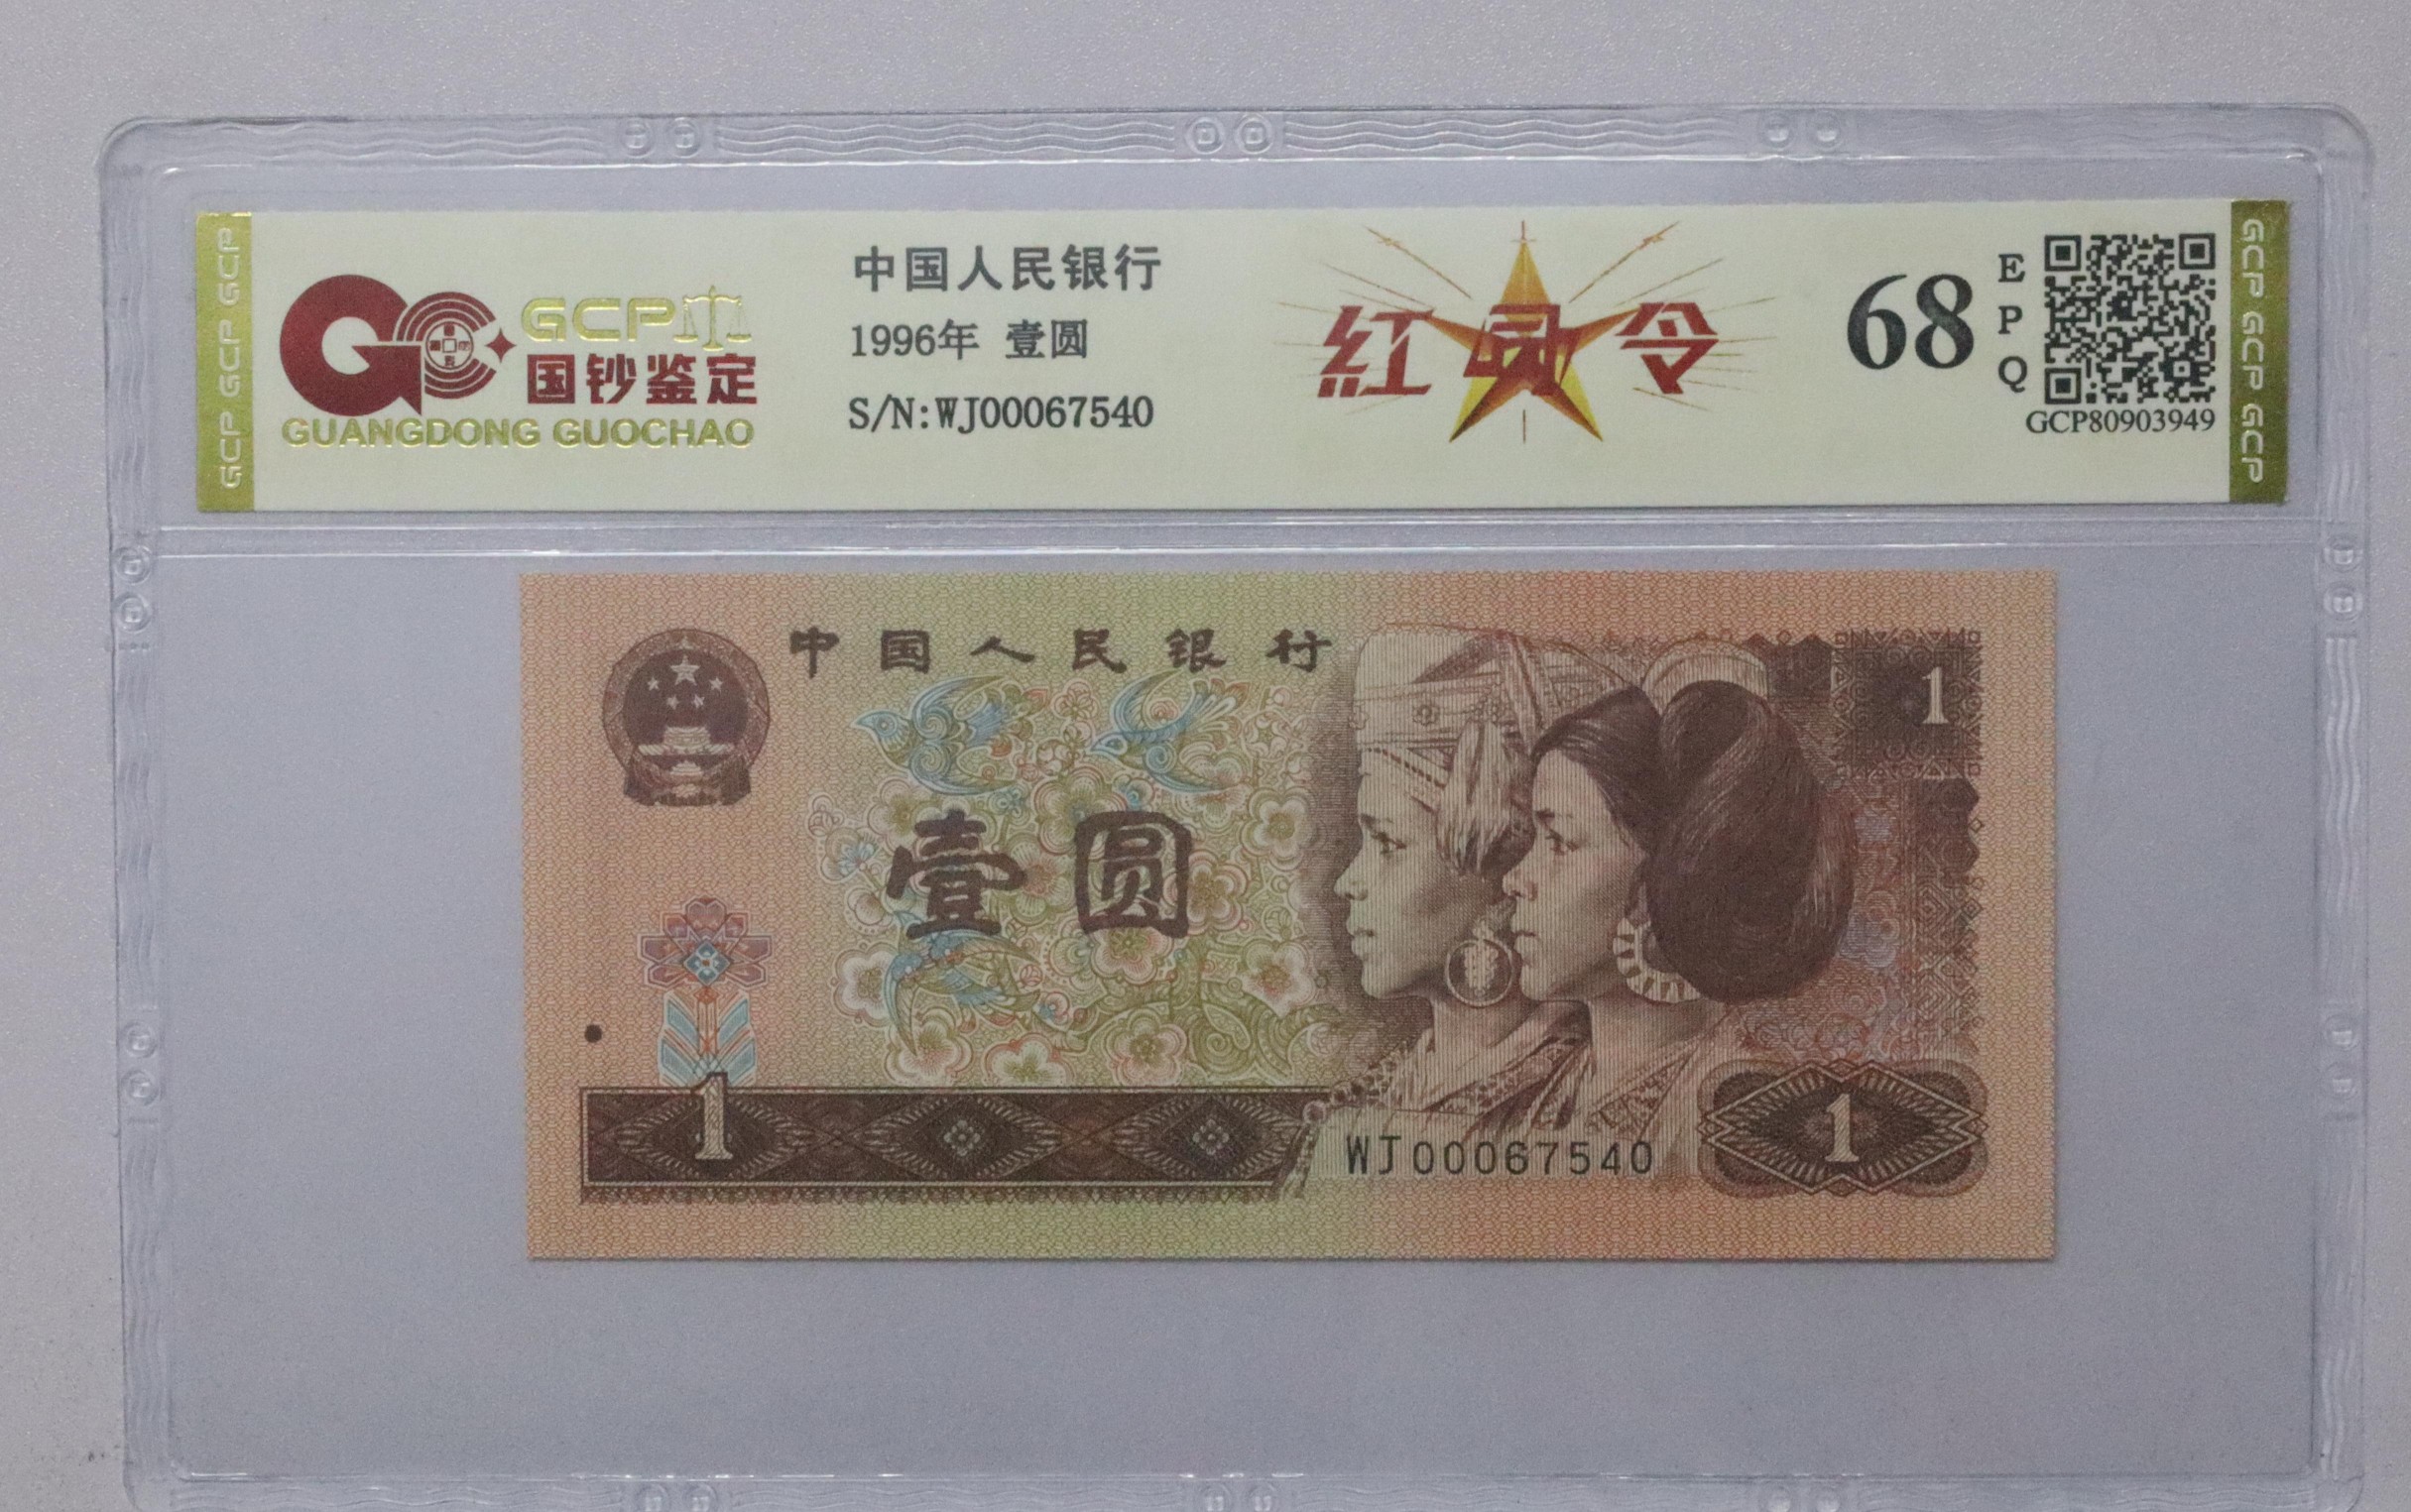 GCP GCP GCP
GCP
国钞鉴定
GUANGDONG GUOCHAO
中国人民银行
1996年 壹圆
S/N:WJ00067540
紅 令
68
EPQ
GCP80903949
GCP GCP GCP
中国人民银行
1
壹圆
1
WJ00067540
1